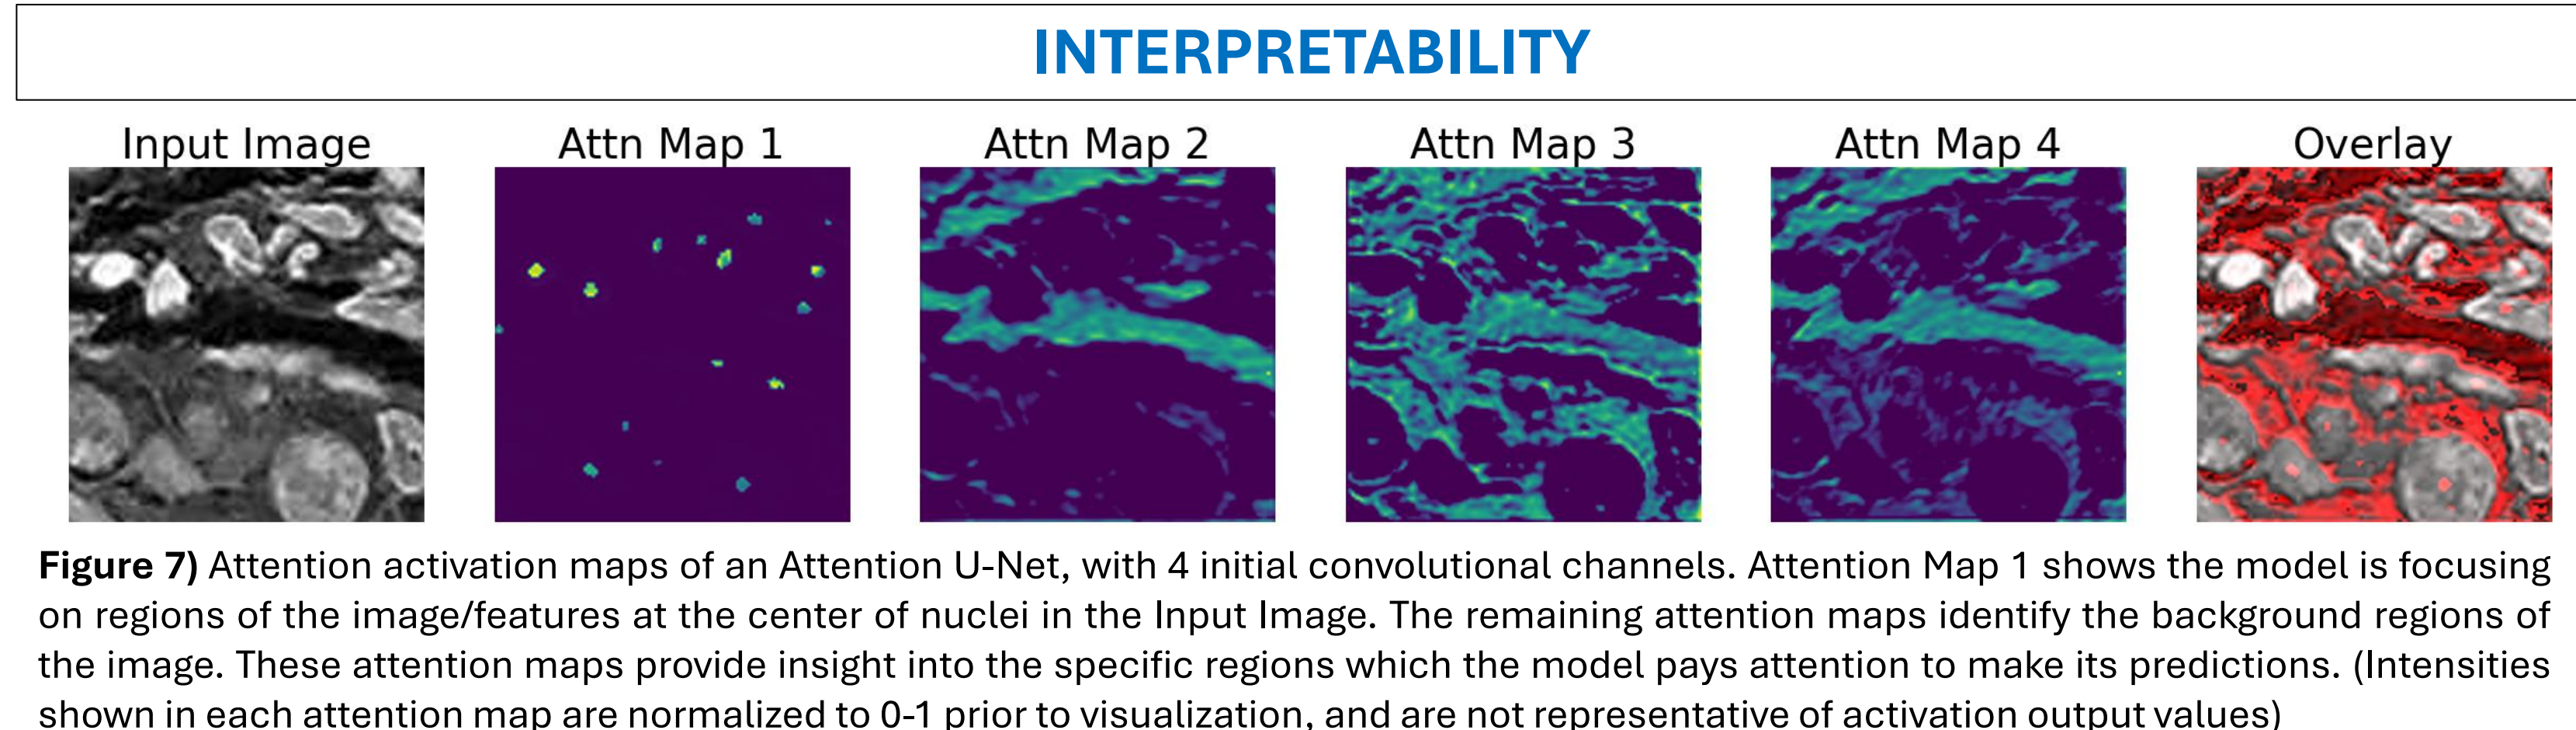 INTERPRETABILITY
Input Image
Attn Map 1
Attn Map 2
Attn Map 3
Attn Map 4
Overlay
Figure 7) Attention activation maps of an Attention U-Net, with 4 initial convolutional channels. Attention Map 1 shows the model is focusing
on regions of the image/features at the center of nuclei in the Input Image. The remaining attention maps identify the background regions of
the image. These attention maps provide insight into the specific regions which the model pays attention to make its predictions. (Intensities
shown in each attention map are normalized to 0-1 prior to visualization, and are not representative of activation output values)